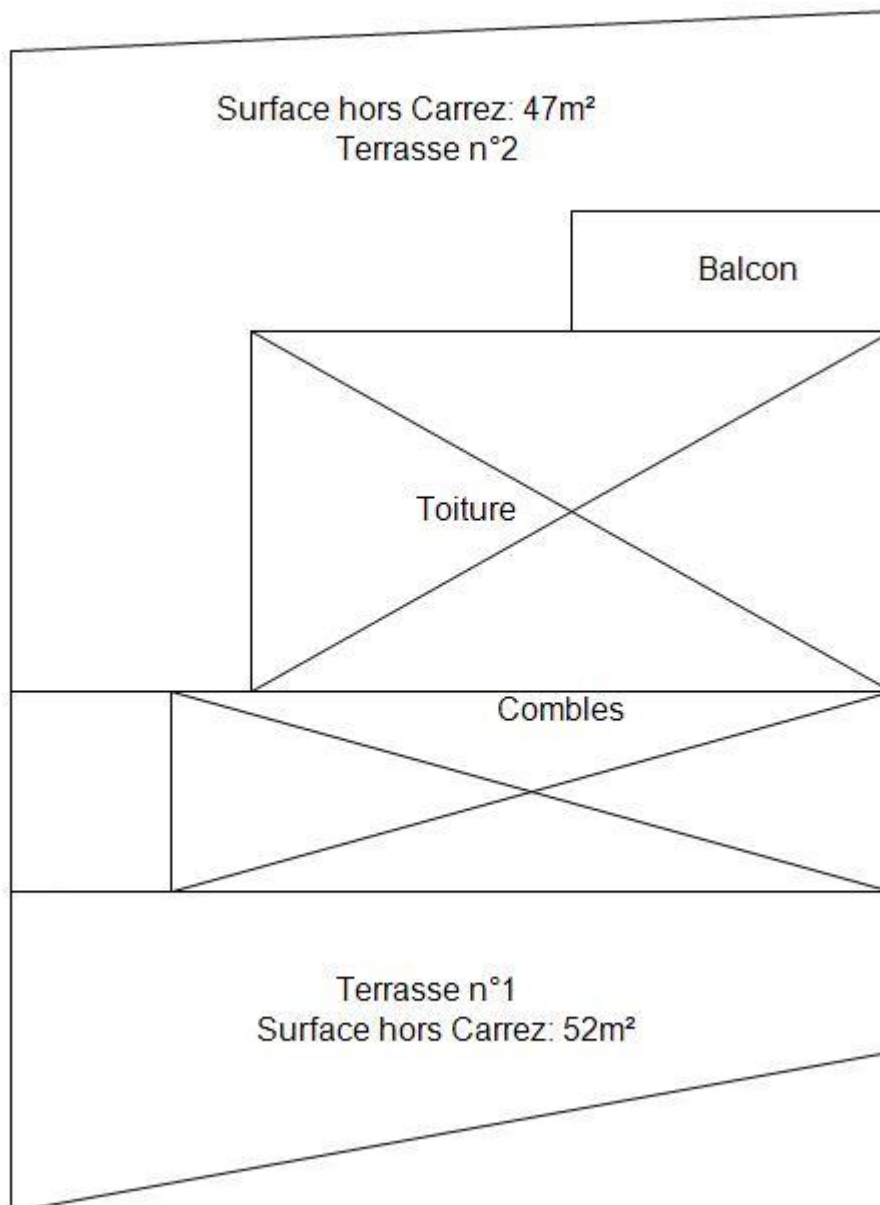 Surface hors Carrez: 47m²
Terrasse n°2
Balcon
Toiture
Combles
Terrasse n°1
Surface hors Carrez: 52m²